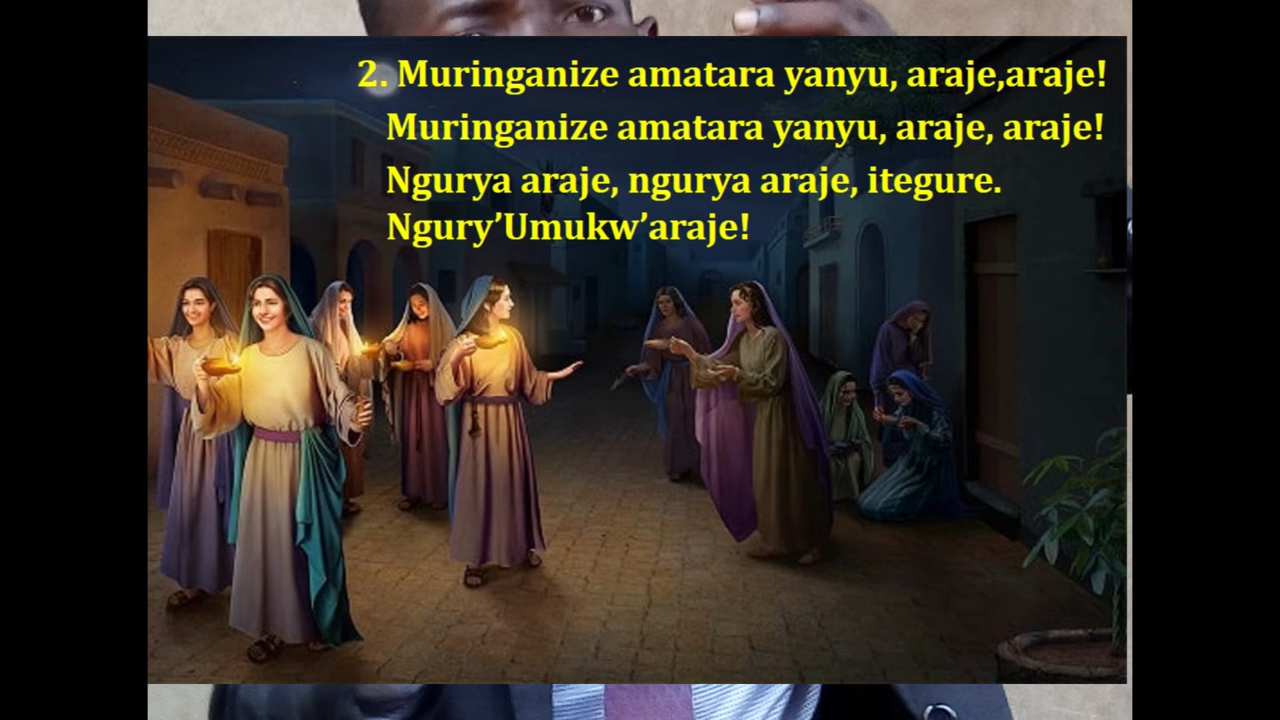 2. Muringanize amatara yanyu, araje,araje!
Muringanize amatara yanyu, araje, araje!
Ngurya araje, ngurya araje, itegure.
Ngury’Umukw’araje!